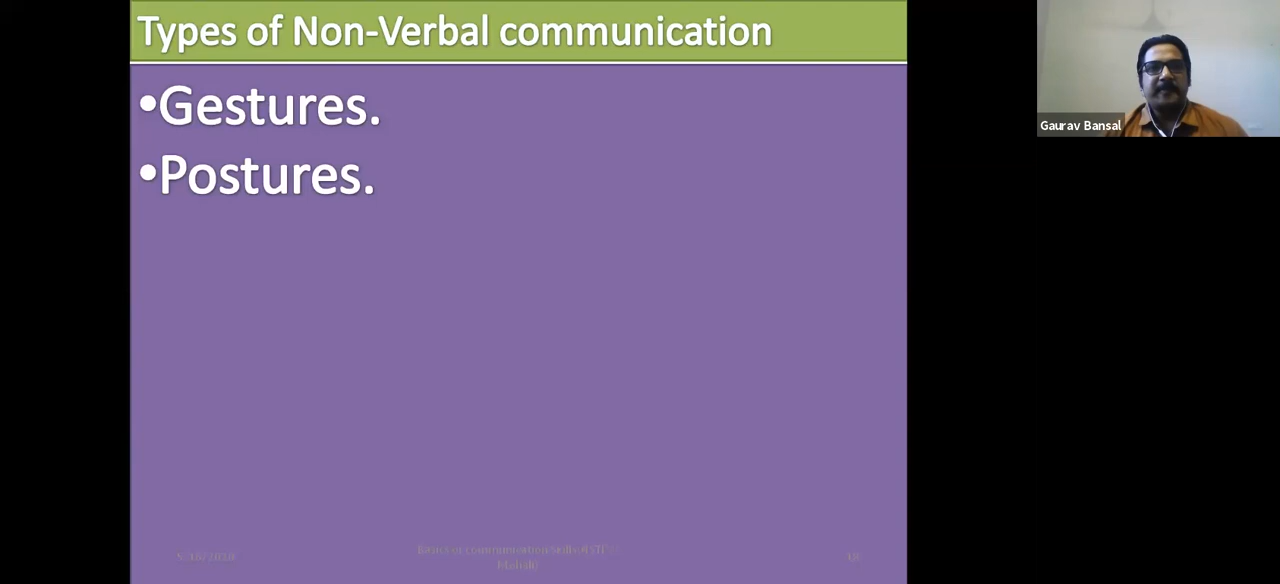 Types of Non-Verbal communication
•Gestures.
•Postures.
Gaurav Bansal